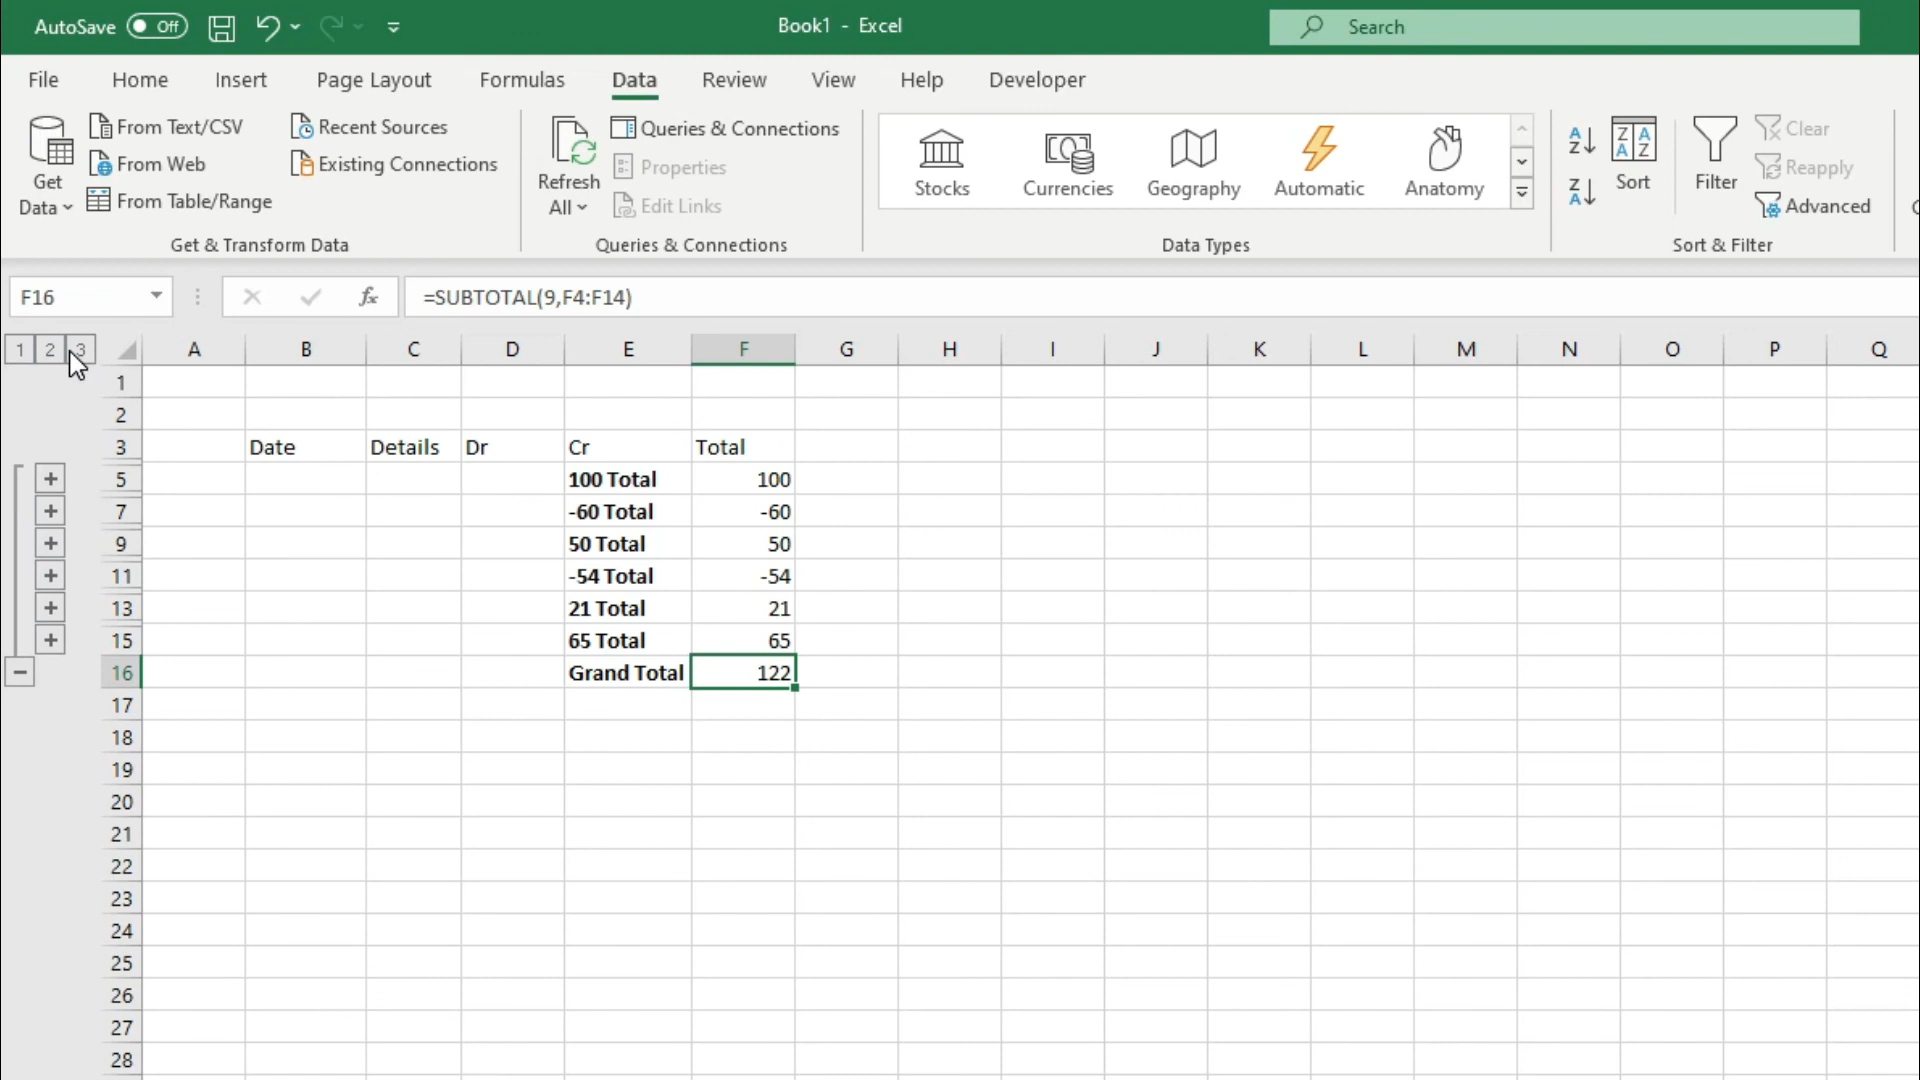 AutoSave Off Book1 - Excel Search
File Home Insert Page Layout Formulas Data Review View Help Developer
Get Data
From Text/CSV
From Web
From Table/Range
Recent Sources
Existing Connections
Get & Transform Data
Refresh All
Queries & Connections
Properties
Edit Links
Queries & Connections
Stocks Currencies Geography Automatic Anatomy
Data Types
Sort
Filter
Clear
Reapply
Advanced
Sort & Filter
F16 fx =SUBTOTAL(9,F4:F14)
1 2 3 A B C D E F G H I J K L M N O P Q
1
2
3 Date Details Dr Cr Total
5 100 Total 100
7 -60 Total -60
9 50 Total 50
11 -54 Total -54
13 21 Total 21
15 65 Total 65
16 Grand Total 122
17
18
19
20
21
22
23
24
25
26
27
28